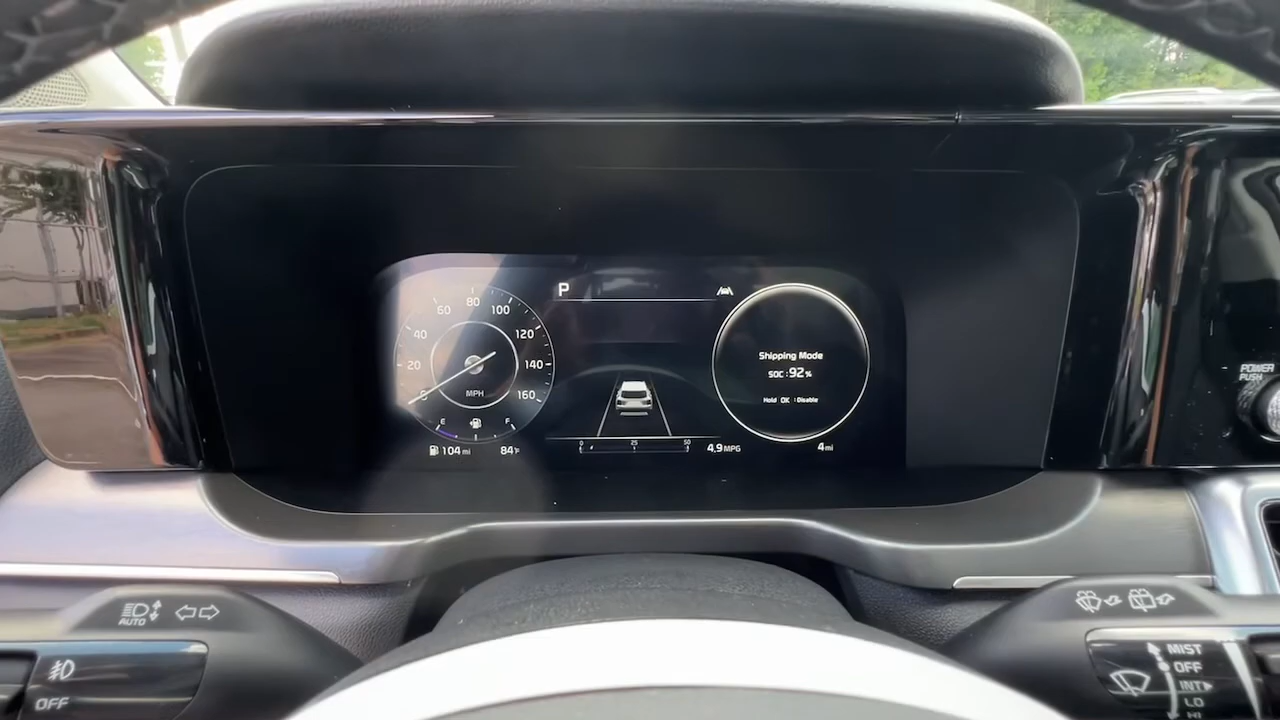 P
80
60
100
40
120
20
140
0
160
MPH
E
F
104 mi
84°F
0
25
50
4.9 MPG
4 mi
Shipping Mode
SOC : 92 %
Hold OK : Disable
POWER
PUSH
AUTO
OFF
MIST
OFF
INT
LO
HI